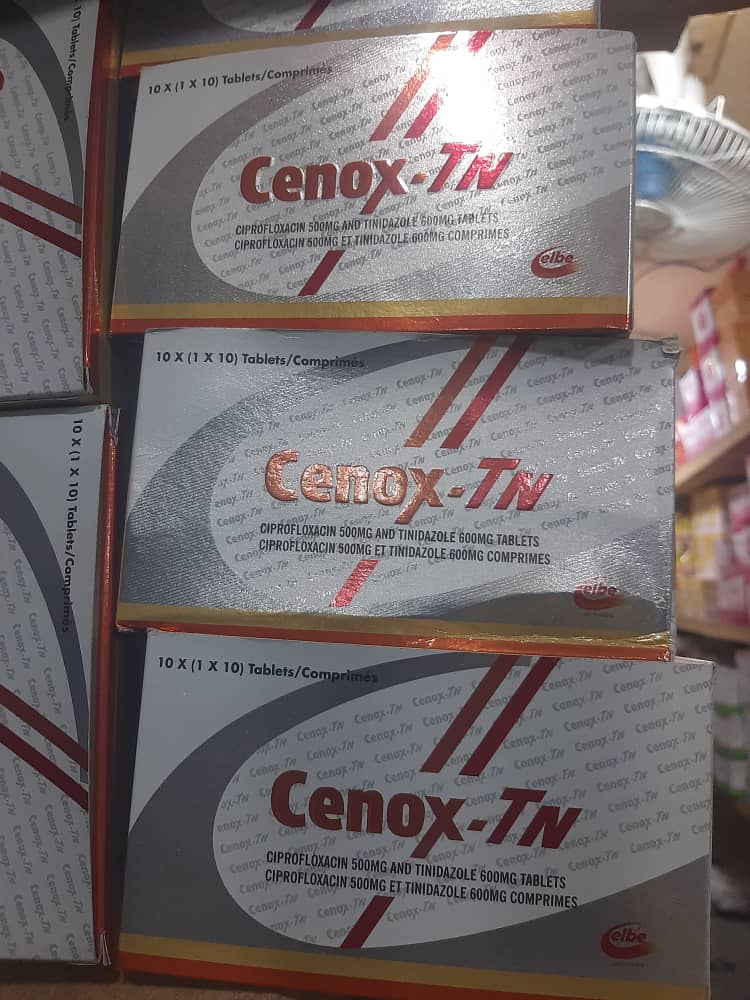 10 X (1 X 10) Tablets/Comprimés
Cenox-TN
CIPROFLOXACIN 500MG AND TINIDAZOLE 600MG TABLETS
CIPROFLOXACIN 500MG ET TINIDAZOLE 600MG COMPRIMES
elbe
10 X (1 X 10) Tablets/Comprimés
Cenox-TN
CIPROFLOXACIN 500MG AND TINIDAZOLE 600MG TABLETS
CIPROFLOXACIN 500MG ET TINIDAZOLE 600MG COMPRIMES
elbe
10 X (1 X 10) Tablets/Comprimés
Cenox-TN
CIPROFLOXACIN 500MG AND TINIDAZOLE 600MG TABLETS
CIPROFLOXACIN 500MG ET TINIDAZOLE 600MG COMPRIMES
elbe
10) Tablets/Comprimés
10 X (1 X 10) Tablets/Comprimés